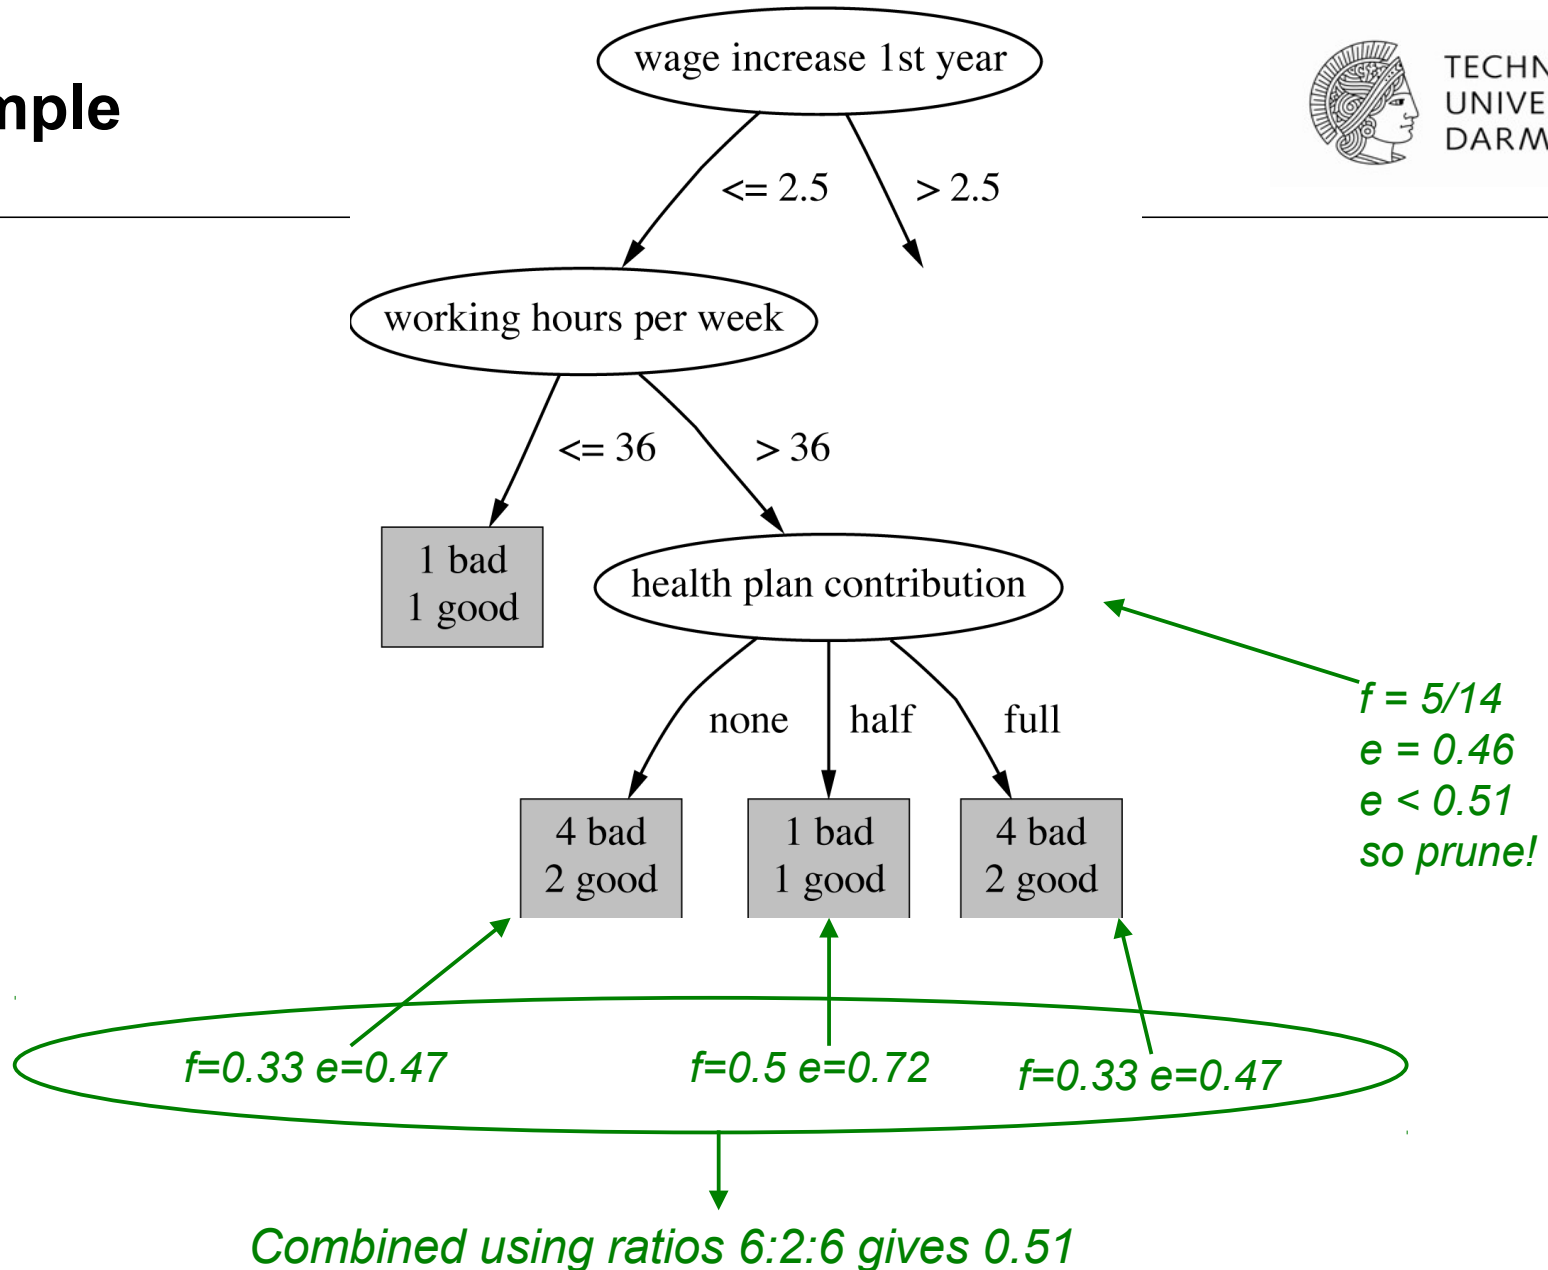 mple
TECHN
UNIVE
DARM
wage increase 1st year
<= 2.5
> 2.5
working hours per week
<= 36
> 36
1 bad
1 good
health plan contribution
none
half
full
4 bad
2 good
1 bad
1 good
4 bad
2 good
f = 5/14
e = 0.46
e < 0.51
so prune!
f=0.33 e=0.47
f=0.5 e=0.72
f=0.33 e=0.47
Combined using ratios 6:2:6 gives 0.51